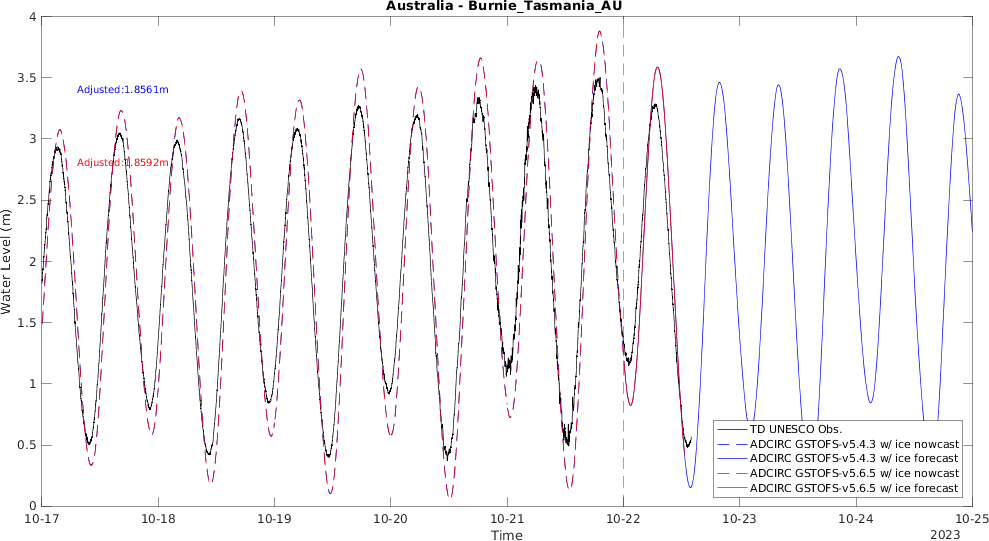 Australia - Burnie_Tasmania_AU
4
3.5
3
2.5
2
1.5
1
0.5
0
Water Level (m)
Adjusted:1.8561m
Adjusted:1.8592m
TD UNESCO Obs.
ADCIRC GSTOFS-v5.4.3 w/ ice nowcast
ADCIRC GSTOFS-v5.4.3 w/ ice forecast
ADCIRC GSTOFS-v5.6.5 w/ ice nowcast
ADCIRC GSTOFS-v5.6.5 w/ ice forecast
10-17 10-18 10-19 10-20 10-21 10-22 10-23 10-24 10-25
Time
2023